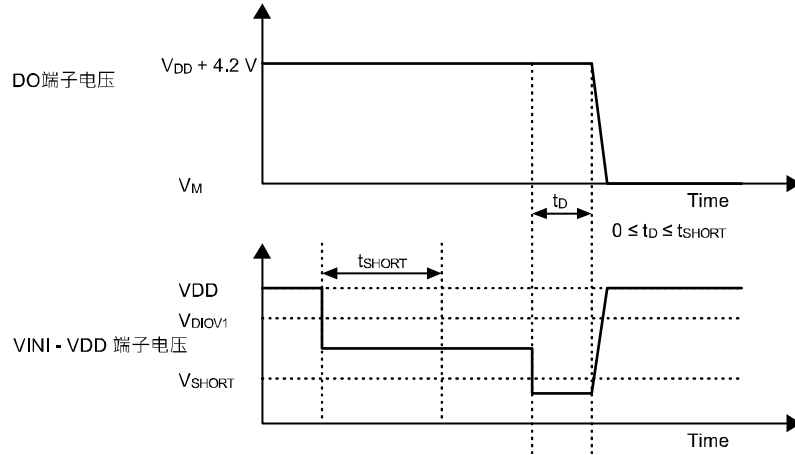 VDD + 4.2 V
DO端子电压
VM
Time
tD
0 ≤ tD ≤ tSHORT
tSHORT
VDD
VDIOV1
VINI - VDD 端子电压
VSHORT
Time